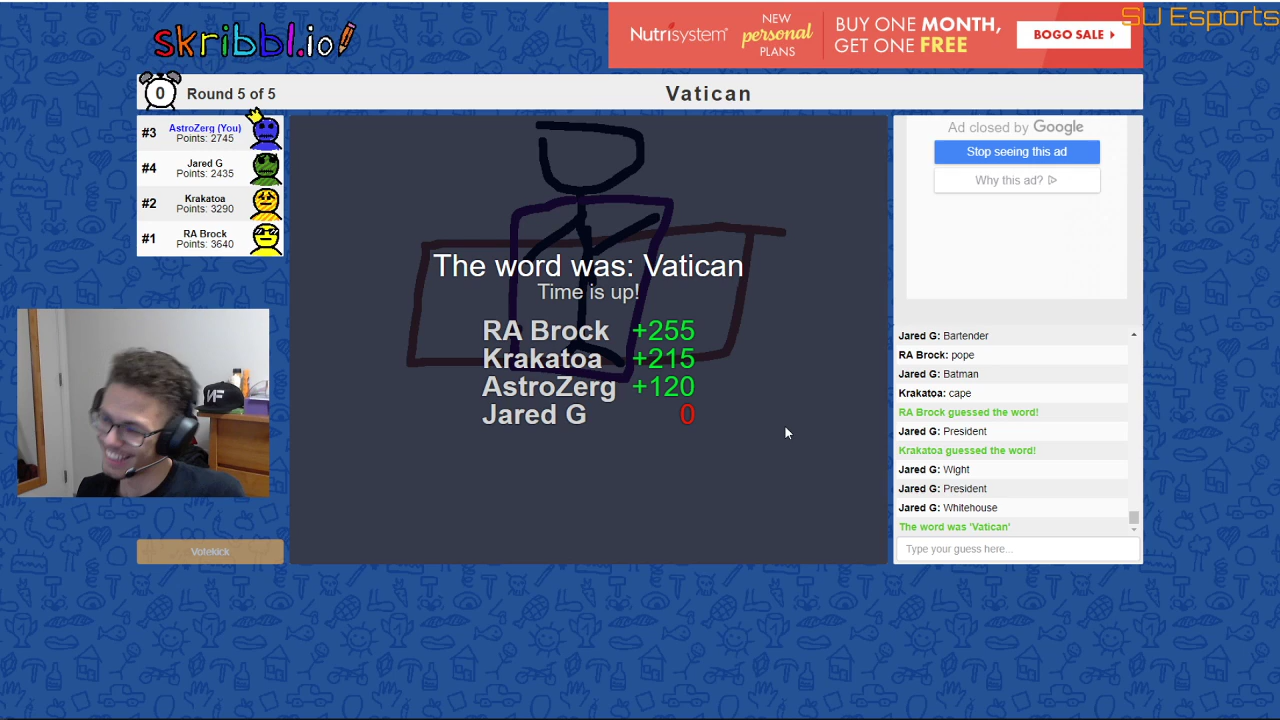 SU Esports
skribbl.io
Nutrisystem®
NEW
personal
PLANS
BUY ONE MONTH,
GET ONE FREE
BOGO SALE
0
Round 5 of 5
Vatican
#3
AstroZerg (You)
Points: 2745
#4
Jared G
Points: 2435
#2
Krakatoa
Points: 3290
#1
RA Brock
Points: 3640
NF
Votekick
The word was: Vatican
Time is up!
RA Brock +255
Krakatoa +215
AstroZerg +120
Jared G 0
Ad closed by Google
Stop seeing this ad
Why this ad?
Jared G: Bartender
RA Brock: pope
Jared G: Batman
Krakatoa: cape
RA Brock guessed the word!
Jared G: President
Krakatoa guessed the word!
Jared G: Wight
Jared G: President
Jared G: Whitehouse
The word was 'Vatican'
Type your guess here...